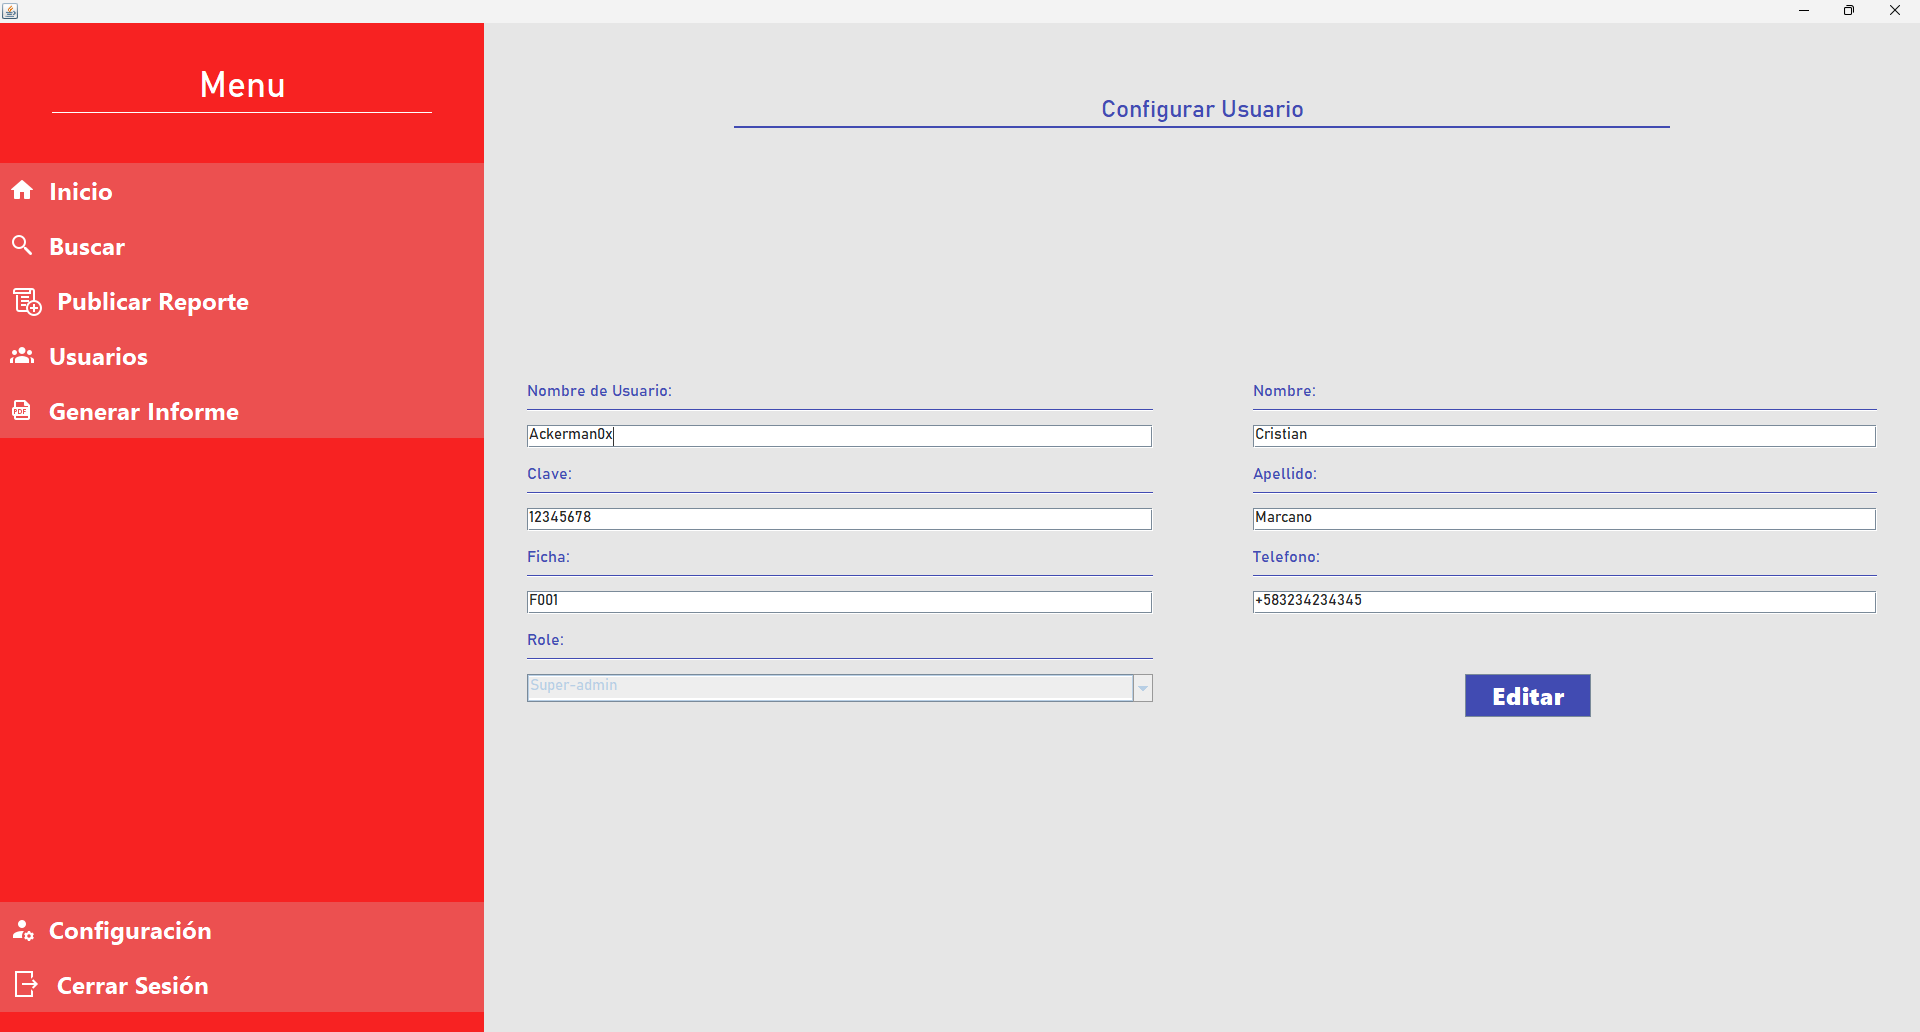 Menu
Inicio
Buscar
Publicar Reporte
Usuarios
PDF
Generar Informe
Configuración
Cerrar Sesión
Configurar Usuario
Nombre de Usuario:
Ackerman0x
Clave:
12345678
Ficha:
F001
Role:
Super-admin
Nombre:
Cristian
Apellido:
Marcano
Telefono:
+583234234345
Editar